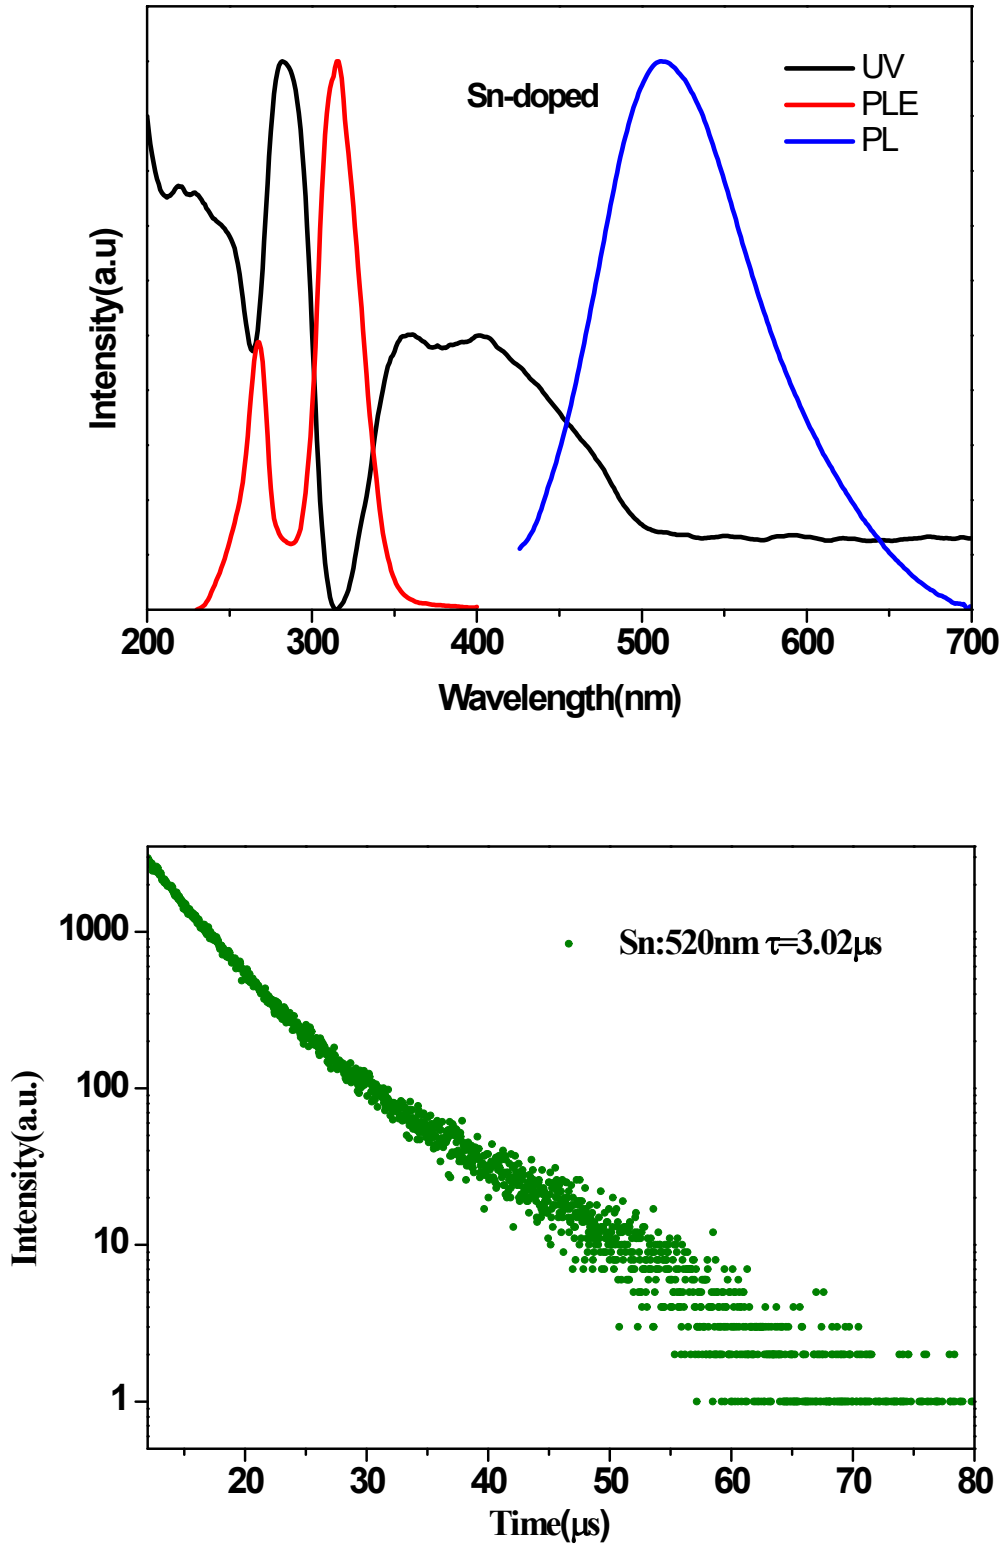 Sn-doped
UV
PLE
PL
Intensity(a.u)
200 300 400 500 600 700
Wavelength(nm)
1000
100
10
1
Sn:520nm τ=3.02μs
Intensity(a.u.)
20 30 40 50 60 70 80
Time(μs)